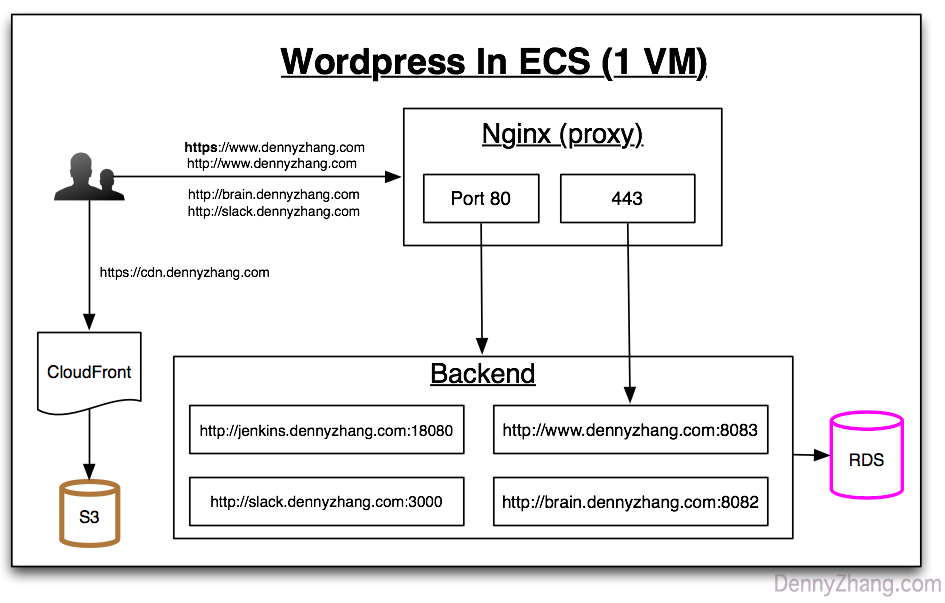 Wordpress In ECS (1 VM)
Nginx (proxy)
https://www.dennyzhang.com
http://www.dennyzhang.com
http://brain.dennyzhang.com
http://slack.dennyzhang.com
Port 80
443
https://cdn.dennyzhang.com
CloudFront
S3
Backend
http://jenkins.dennyzhang.com:18080
http://www.dennyzhang.com:8083
http://slack.dennyzhang.com:3000
http://brain.dennyzhang.com:8082
RDS
DennyZhang.com